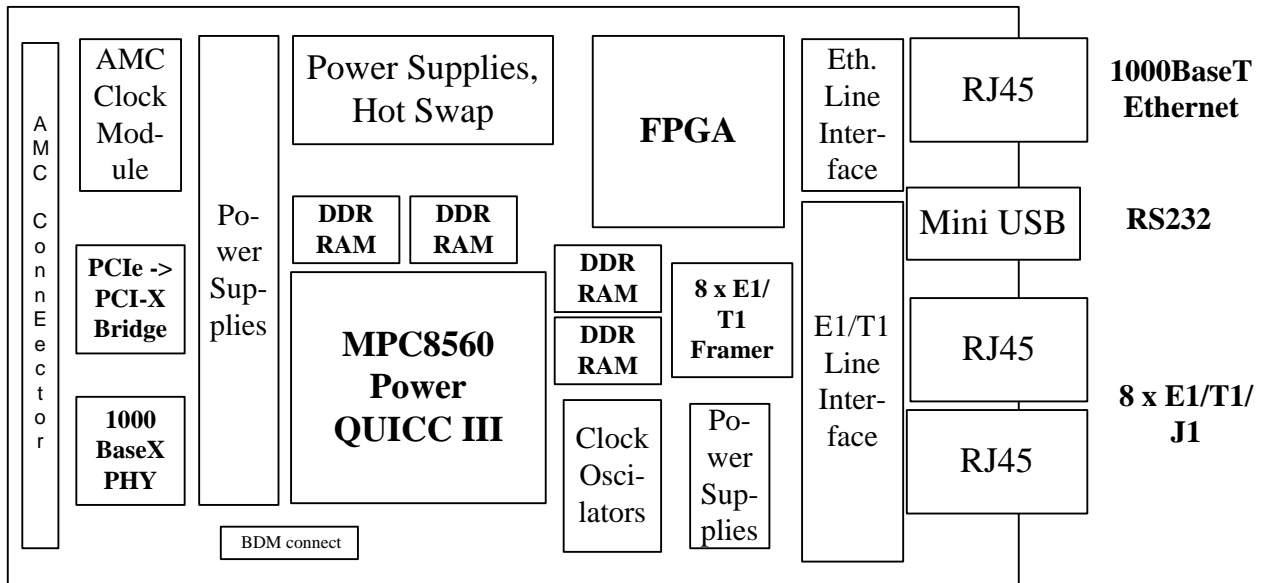 AMC ConnEector
AMC
Clock
Mod-
ule
PCIe ->
PCI-X
Bridge
1000
BaseX
PHY
Po-
wer
Sup-
plies
BDM connect
Power Supplies,
Hot Swap
DDR
RAM
DDR
RAM
MPC8560
Power
QUICC III
DDR
RAM
DDR
RAM
Clock
Osci-
lators
FPGA
8 x E1/
T1
Framer
Po-
wer
Sup-
plies
Eth.
Line
Inter-
face
E1/T1
Line
Inter-
face
RJ45
Mini USB
RJ45
RJ45
1000BaseT
Ethernet
RS232
8 x E1/T1/
J1